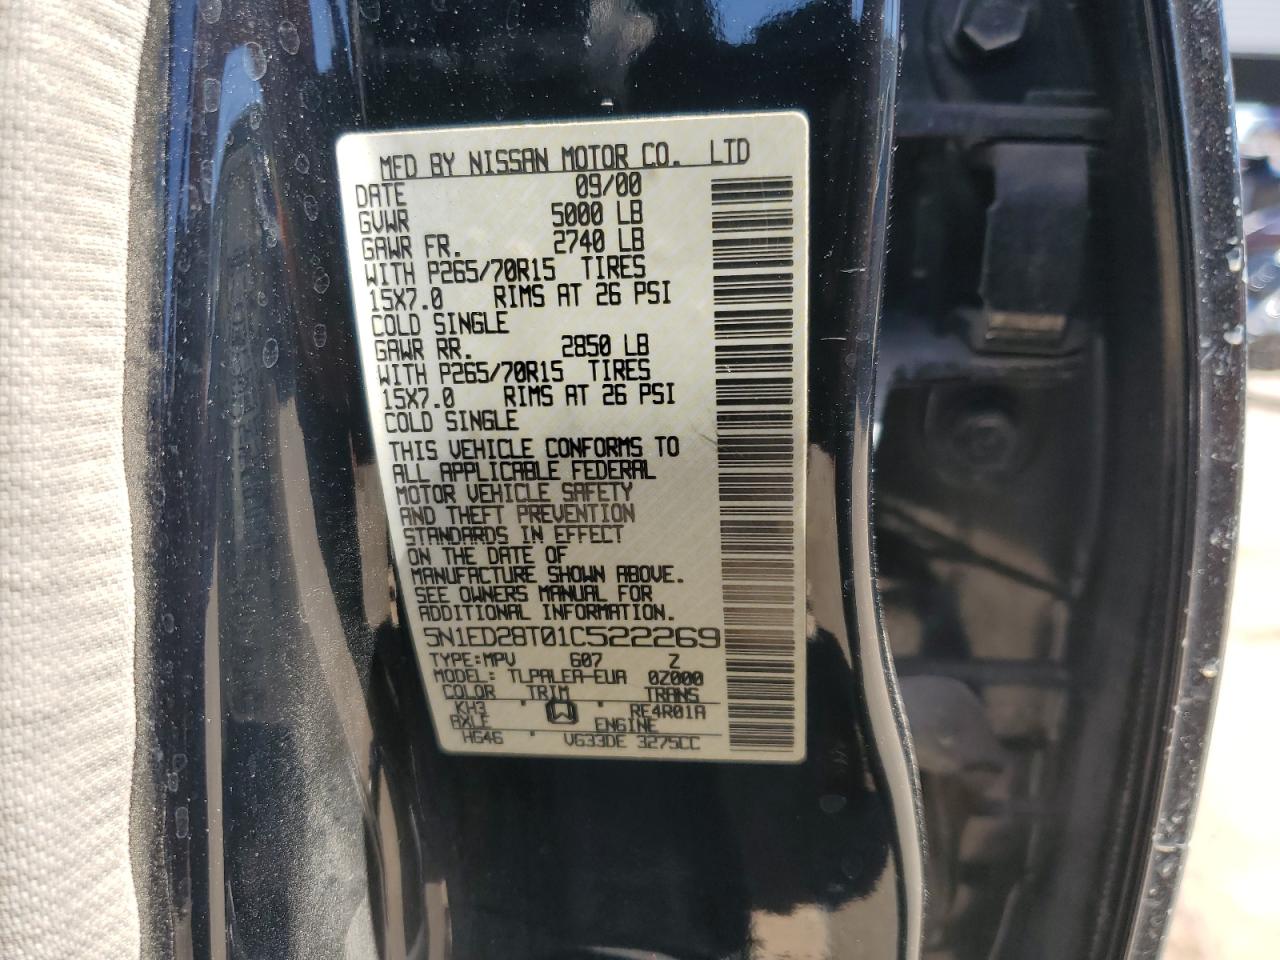 MFD BY NISSAN MOTOR CO. LTD
DATE 09/00
GVWR 5000 LB
GAWR FR. 2740 LB
WITH P265/70R15 TIRES
15X7.0 RIMS AT 26 PSI
COLD SINGLE
GAWR RR. 2850 LB
WITH P265/70R15 TIRES
15X7.0 RIMS AT 26 PSI
COLD SINGLE
THIS VEHICLE CONFORMS TO
ALL APPLICABLE FEDERAL
MOTOR VEHICLE SAFETY
AND THEFT PREVENTION
STANDARDS IN EFFECT
ON THE DATE OF
MANUFACTURE SHOWN ABOVE.
SEE OWNERS MANUAL FOR
ADDITIONAL INFORMATION.
5N1ED28T01C522269
TYPE:MPV 607 Z
MODEL: TLPALEA-EUA 0Z000
COLOR TRIM TRANS
KH3 W RE4R01A
AXLE ENGINE
HG46 VG33DE 3275CC